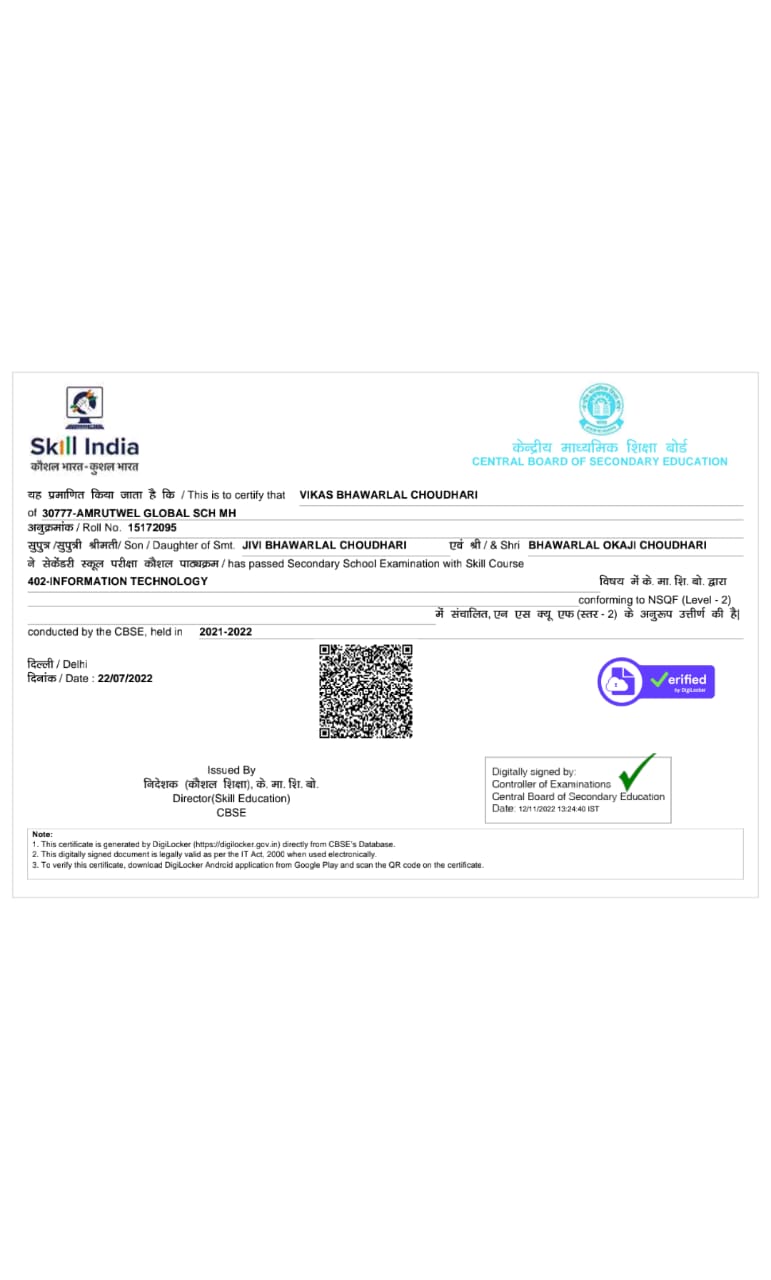 Skill India
कौशल भारत-कुशल भारत
केन्द्रीय माध्यमिक शिक्षा बोर्ड
CENTRAL BOARD OF SECONDARY EDUCATION
यह प्रमाणित किया जाता है कि / This is to certify that VIKAS BHAWARLAL CHOUDHARI
of 30777-AMRUTWEL GLOBAL SCH MH
अनुक्रमांक / Roll No. 15172095
सुपुत्र /सुपुत्री श्रीमती/ Son / Daughter of Smt. JIVI BHAWARLAL CHOUDHARI एवं श्री / & Shri BHAWARLAL OKAJI CHOUDHARI
ने सेकेंडरी स्कूल परीक्षा कौशल पाठ्यक्रम / has passed Secondary School Examination with Skill Course
402-INFORMATION TECHNOLOGY विषय में के. मा. शि. बो. द्वारा
conforming to NSQF (Level - 2)
में संचालित, एन एस क्यू एफ (स्तर - 2) के अनुरूप उत्तीर्ण की है|
conducted by the CBSE, held in 2021-2022
दिल्ली / Delhi
दिनांक / Date : 22/07/2022
Verified
by DigiLocker
Issued By
निदेशक (कौशल शिक्षा), के. मा. शि. बो.
Director(Skill Education)
CBSE
Digitally signed by:
Controller of Examinations
Central Board of Secondary Education
Date: 12/11/2022 13:24:40 IST
Note:
1. This certificate is generated by DigiLocker (https://digilocker.gov.in) directly from CBSE's Database.
2. This digitally signed document is legally valid as per the IT Act, 2000 when used electronically.
3. To verify this certificate, download DigiLocker Android application from Google Play and scan the QR code on the certificate.